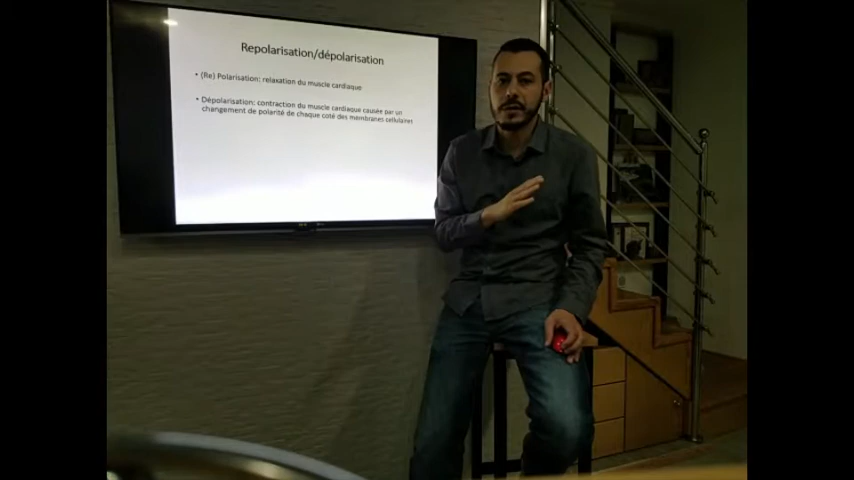 Repolarisation/dépolarisation
• (Re) Polarisation: relaxation du muscle cardiaque
• Dépolarisation: contraction du muscle cardiaque causée par un
changement de polarité de chaque coté des membranes cellulaires